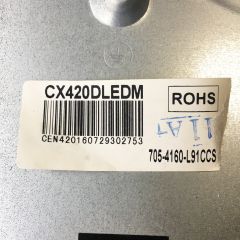 CX420DLEDM
ROHS
CEN420160729302753
705-4160-L91CCS